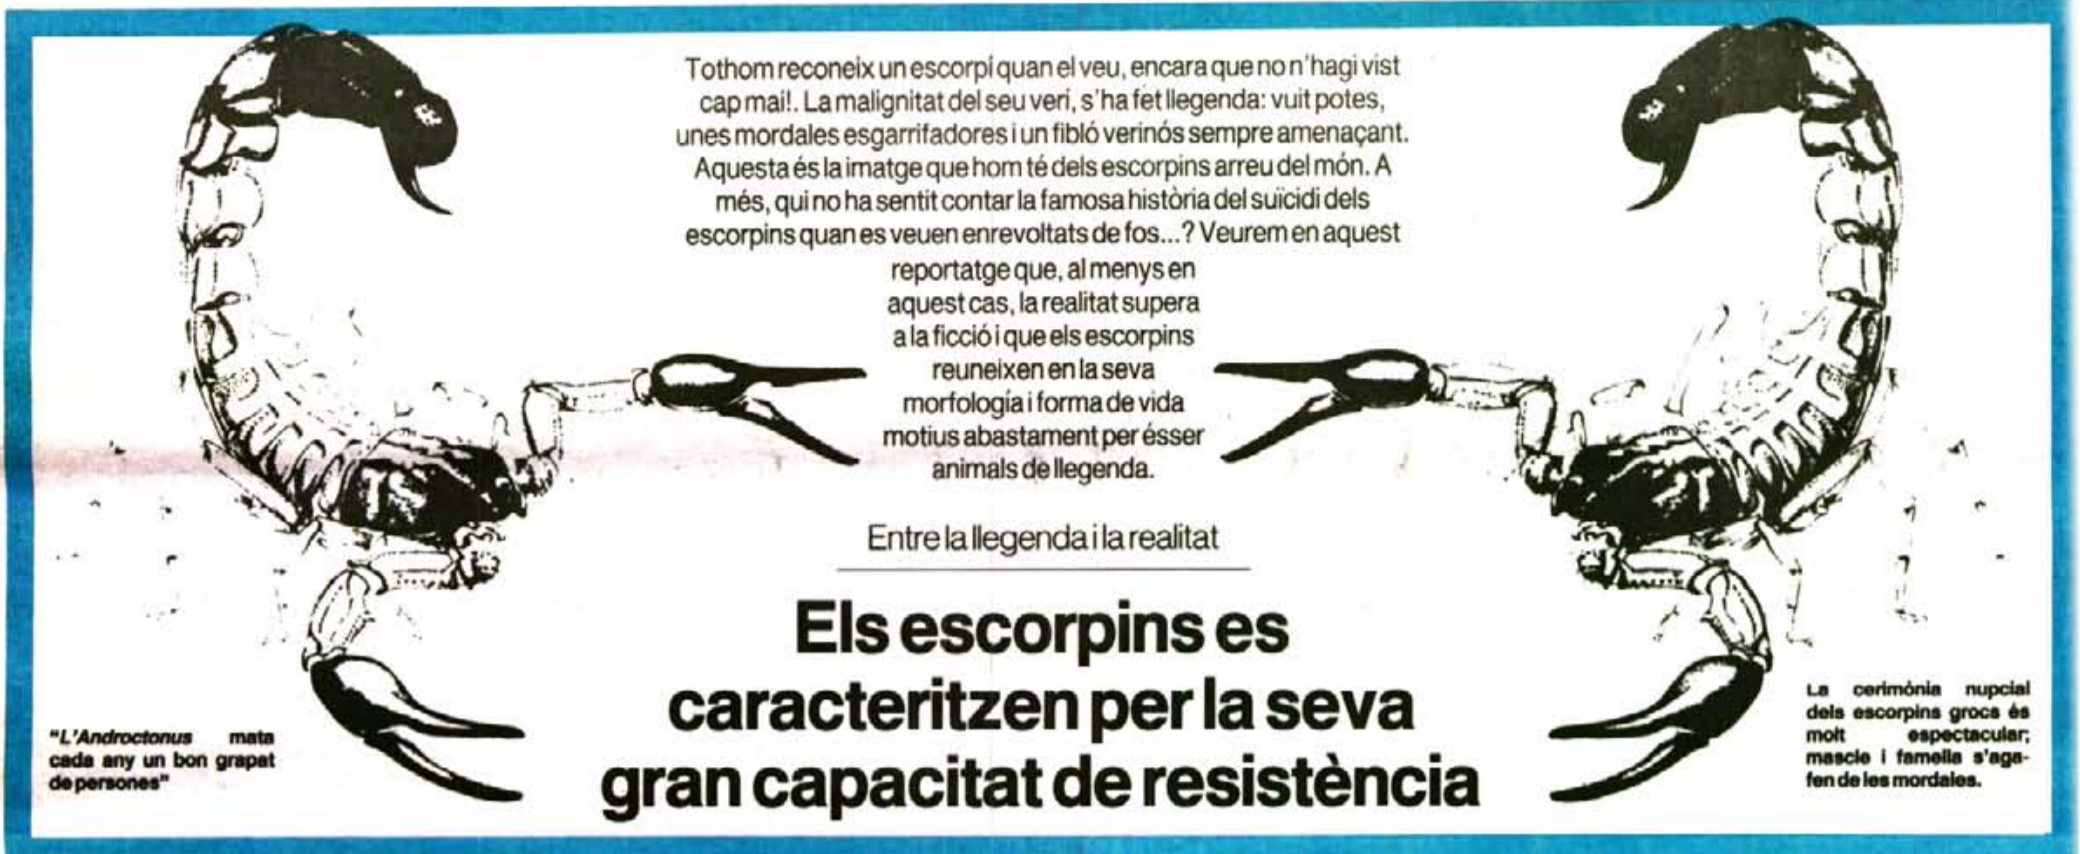 Tothom reconeix un escorpí quan el veu, encara que no n'hagi vist
cap mai!. La malignitat del seu verí, s'ha fet llegenda: vuit potes,
unes mordales esgarrifadores i un fibló verinós sempre amenaçant.
Aquesta és la imatge que hom té dels escorpins arreu del món. A
més, qui no ha sentit contar la famosa història del suïcidi dels
escorpins quan es veuen enrevoltats de fos...? Veurem en aquest
reportatge que, al menys en
aquest cas, la realitat supera
a la ficció i que els escorpins
reuneixen en la seva
morfología i forma de vida
motius abastament per ésser
animals de llegenda.
Entre la llegenda i la realitat
Els escorpins es
caracteritzen per la seva
gran capacitat de resistència
"L'Androctonus mata
cada any un bon grapat
de persones"
La cerimònia nupcial
dels escorpins grocs és
molt espectacular;
mascle i famella s'aga-
fen de les mordales.